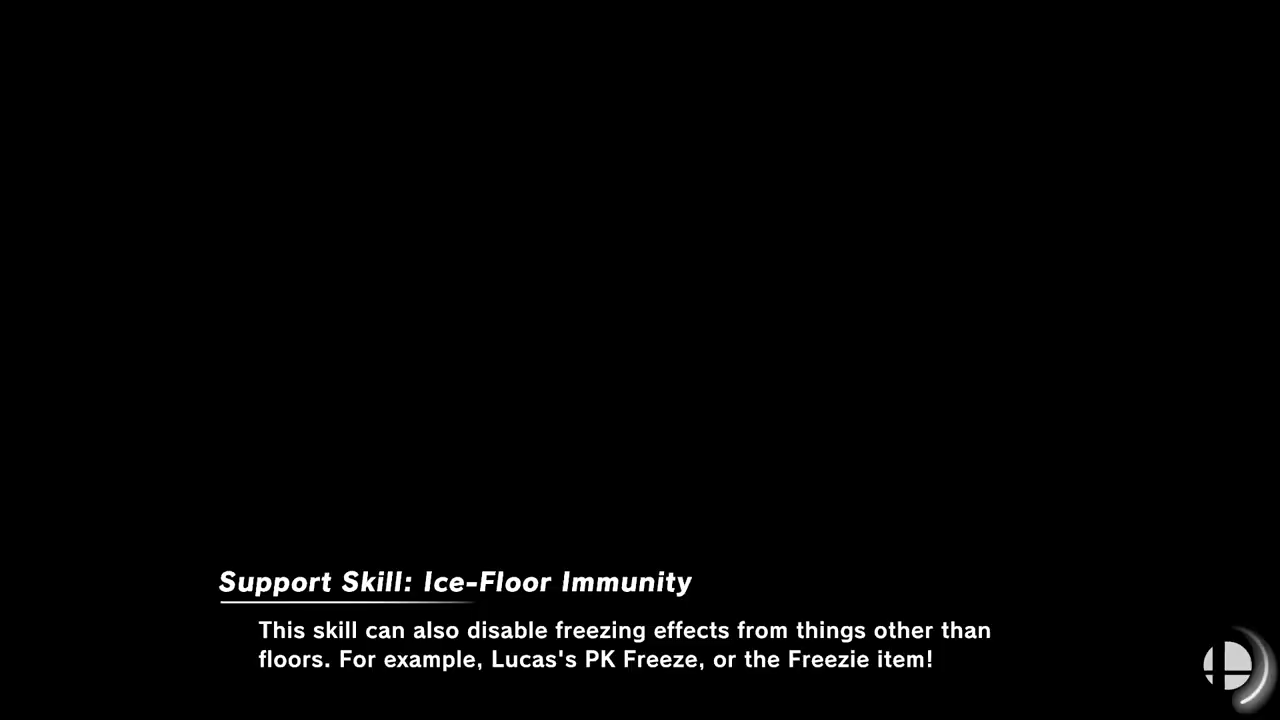 Support Skill: Ice-Floor Immunity
This skill can also disable freezing effects from things other than
floors. For example, Lucas's PK Freeze, or the Freezie item!